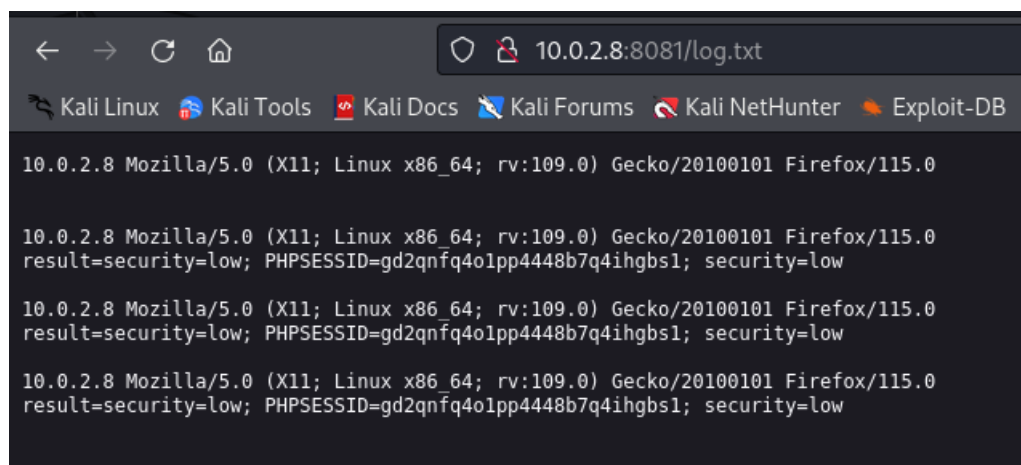 10.0.2.8:8081/log.txt
Kali Linux Kali Tools Kali Docs Kali Forums Kali NetHunter Exploit-DB
10.0.2.8 Mozilla/5.0 (X11; Linux x86_64; rv:109.0) Gecko/20100101 Firefox/115.0
10.0.2.8 Mozilla/5.0 (X11; Linux x86_64; rv:109.0) Gecko/20100101 Firefox/115.0
result=security=low; PHPSESSID=gd2qnfq4o1pp4448b7q4ihgbs1; security=low
10.0.2.8 Mozilla/5.0 (X11; Linux x86_64; rv:109.0) Gecko/20100101 Firefox/115.0
result=security=low; PHPSESSID=gd2qnfq4o1pp4448b7q4ihgbs1; security=low
10.0.2.8 Mozilla/5.0 (X11; Linux x86_64; rv:109.0) Gecko/20100101 Firefox/115.0
result=security=low; PHPSESSID=gd2qnfq4o1pp4448b7q4ihgbs1; security=low